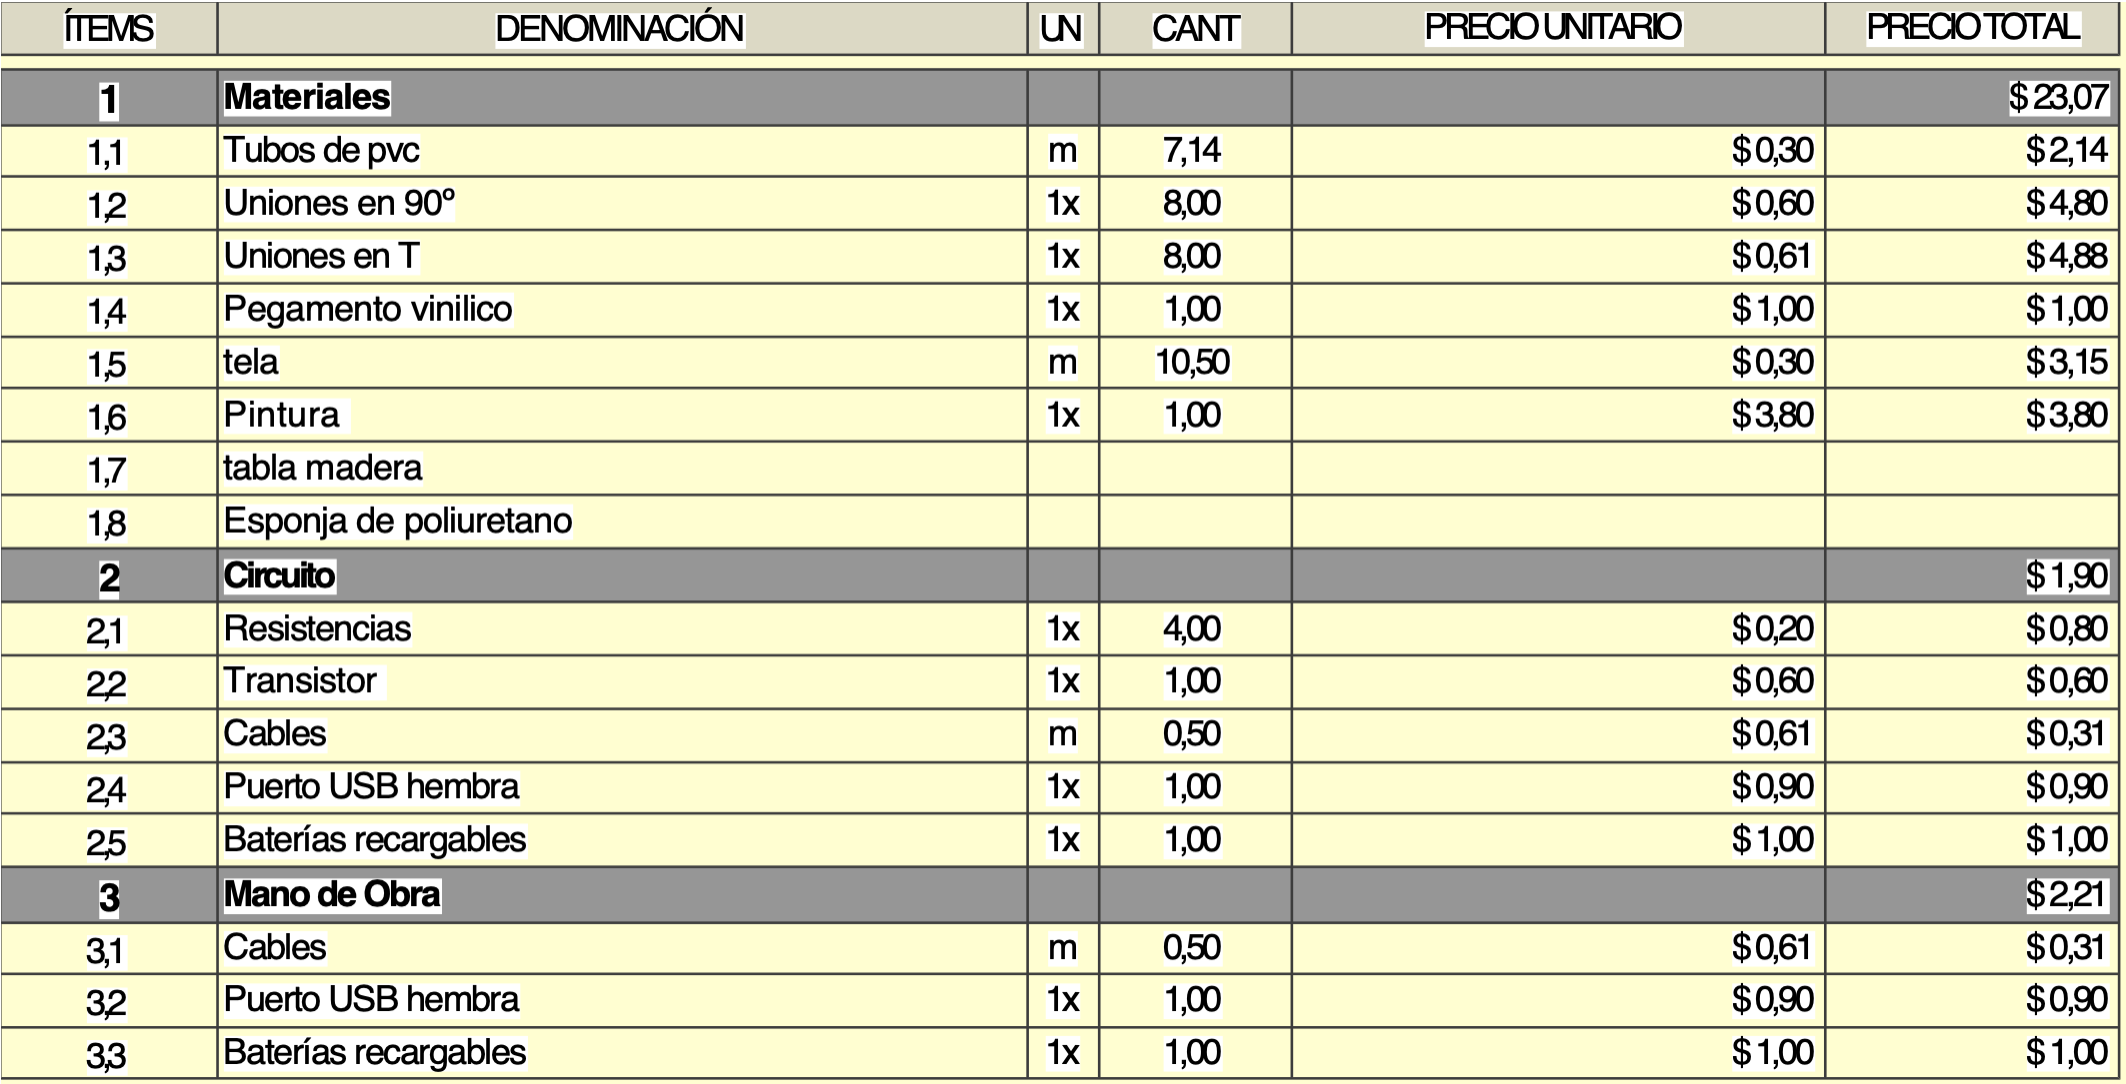 ÍTEMS DENOMINACIÓN UN CANT PRECIO UNITARIO PRECIO TOTAL
1 Materiales $ 23,07
1,1 Tubos de pvc m 7,14 $ 0,30 $ 2,14
1,2 Uniones en 90º 1x 8,00 $ 0,60 $ 4,80
1,3 Uniones en T 1x 8,00 $ 0,61 $ 4,88
1,4 Pegamento vinilico 1x 1,00 $ 1,00 $ 1,00
1,5 tela m 10,50 $ 0,30 $ 3,15
1,6 Pintura 1x 1,00 $ 3,80 $ 3,80
1,7 tabla madera
1,8 Esponja de poliuretano
2 Circuito $ 1,90
2,1 Resistencias 1x 4,00 $ 0,20 $ 0,80
2,2 Transistor 1x 1,00 $ 0,60 $ 0,60
2,3 Cables m 0,50 $ 0,61 $ 0,31
2,4 Puerto USB hembra 1x 1,00 $ 0,90 $ 0,90
2,5 Baterías recargables 1x 1,00 $ 1,00 $ 1,00
3 Mano de Obra $ 2,21
3,1 Cables m 0,50 $ 0,61 $ 0,31
3,2 Puerto USB hembra 1x 1,00 $ 0,90 $ 0,90
3,3 Baterías recargables 1x 1,00 $ 1,00 $ 1,00